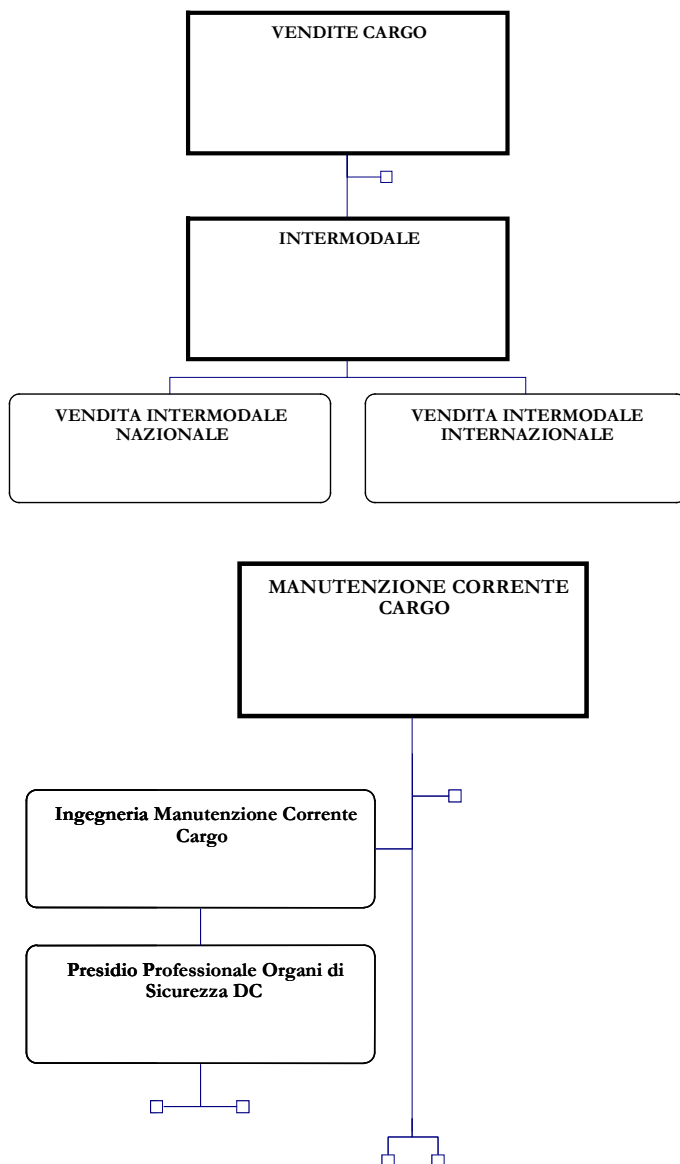 VENDITE CARGO
INTERMODALE
VENDITA INTERMODALE
NAZIONALE
VENDITA INTERMODALE
INTERNAZIONALE
MANUTENZIONE CORRENTE
CARGO
Ingegneria Manutenzione Corrente
Cargo
Presidio Professionale Organi di
Sicurezza DC